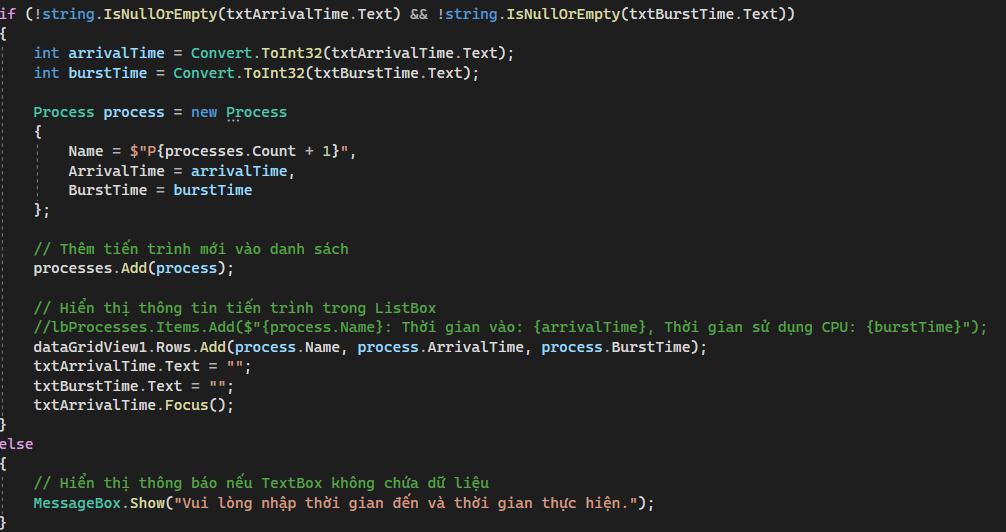 if (!string.IsNullOrEmpty(txtArrivalTime.Text) && !string.IsNullOrEmpty(txtBurstTime.Text))
{
    int arrivalTime = Convert.ToInt32(txtArrivalTime.Text);
    int burstTime = Convert.ToInt32(txtBurstTime.Text);

    Process process = new Process
    {
        Name = $"P{processes.Count + 1}",
        ArrivalTime = arrivalTime,
        BurstTime = burstTime
    };

    // Thêm tiến trình mới vào danh sách
    processes.Add(process);

    // Hiển thị thông tin tiến trình trong ListBox
    //lbProcesses.Items.Add($"{process.Name}: Thời gian vào: {arrivalTime}, Thời gian sử dụng CPU: {burstTime}");
    dataGridView1.Rows.Add(process.Name, process.ArrivalTime, process.BurstTime);
    txtArrivalTime.Text = "";
    txtBurstTime.Text = "";
    txtArrivalTime.Focus();
}
else
{
    // Hiển thị thông báo nếu TextBox không chứa dữ liệu
    MessageBox.Show("Vui lòng nhập thời gian đến và thời gian thực hiện.");
}